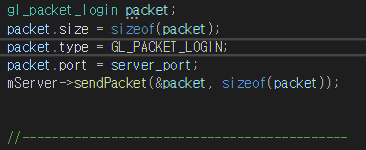 gl_packet_login packet;
packet.size = sizeof(packet);
packet.type = GL_PACKET_LOGIN;
packet.port = server_port;
mServer->sendPacket(&packet, sizeof(packet));
//-----------------------------------------